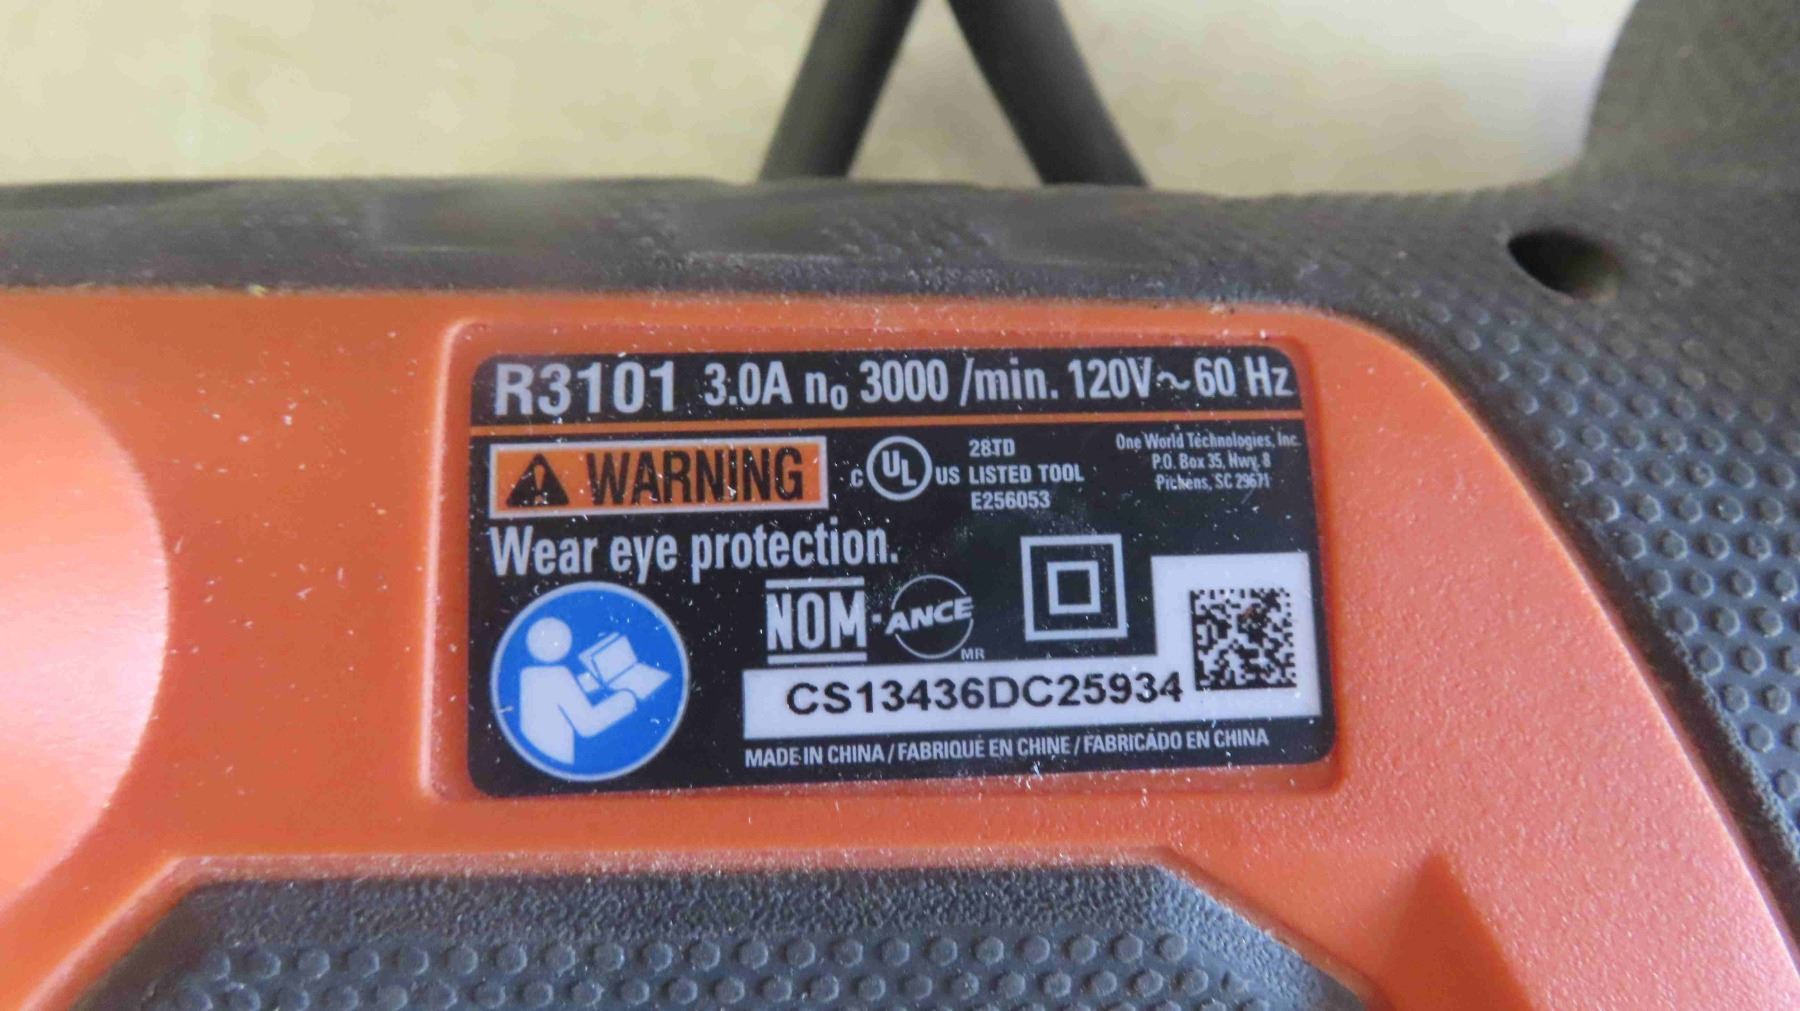 R3101 3.0A n₀ 3000 /min. 120V~60 Hz
WARNING
C UL US
28TD
LISTED TOOL
E256053
One World Technologies, Inc.
P.O. Box 35, Hwy. 8
Pickens, SC 29671
Wear eye protection.
NOM-ANCE
MR
CS13436DC25934
MADE IN CHINA / FABRIQUÉ EN CHINE / FABRICADO EN CHINA